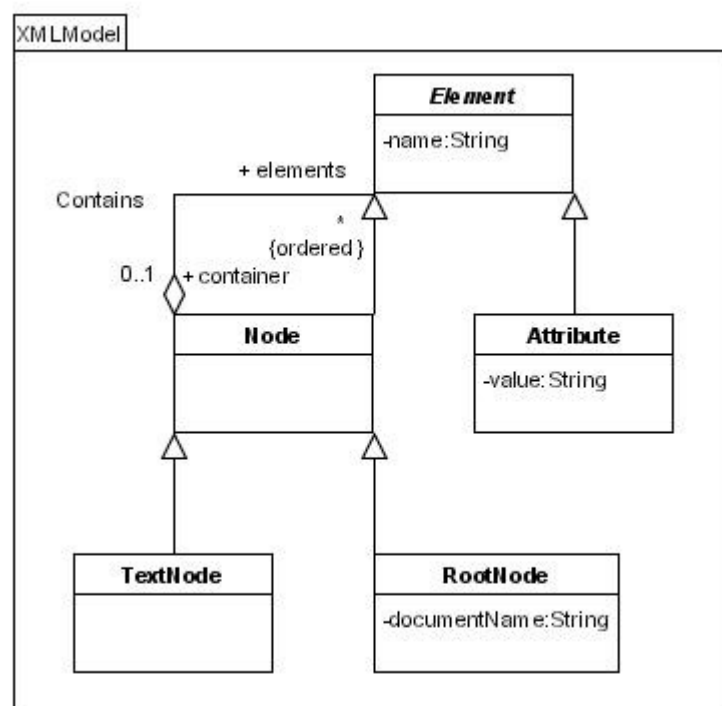 XMLModel
Element
-name:String
+ elements
Contains
*
{ordered}
0..1
+ container
Node
Attribute
-value:String
TextNode
RootNode
-documentName:String